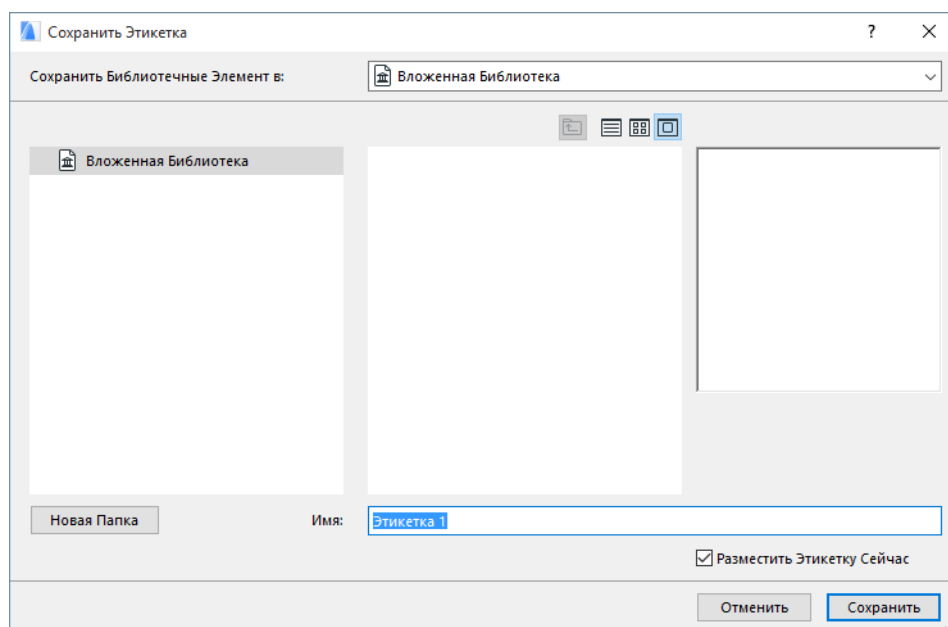 Сохранить Этикетка
?
Сохранить Библиотечные Элемент в:
Вложенная Библиотека
Вложенная Библиотека
Новая Папка
Имя:
Этикетка 1
Разместить Этикетку Сейчас
Отменить
Сохранить